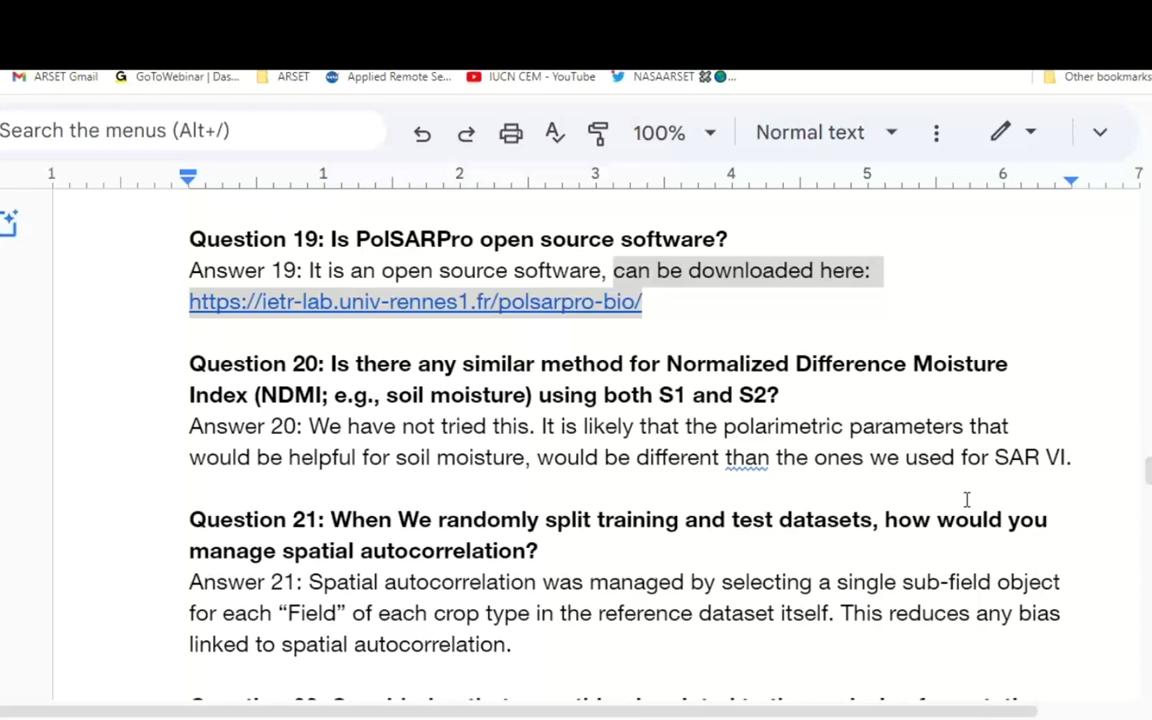 ARSET Gmail GoToWebinar | Das... ARSET Applied Remote Se... IUCN CEM - YouTube NASAARSET 🛰🌎... Other bookmarks
Search the menus (Alt+/) 100% Normal text
1 1 2 3 4 5 6 7
Question 19: Is PolSARPro open source software?
Answer 19: It is an open source software, can be downloaded here:
https://ietr-lab.univ-rennes1.fr/polsarpro-bio/
Question 20: Is there any similar method for Normalized Difference Moisture
Index (NDMI; e.g., soil moisture) using both S1 and S2?
Answer 20: We have not tried this. It is likely that the polarimetric parameters that
would be helpful for soil moisture, would be different than the ones we used for SAR VI.
Question 21: When We randomly split training and test datasets, how would you
manage spatial autocorrelation?
Answer 21: Spatial autocorrelation was managed by selecting a single sub-field object
for each “Field” of each crop type in the reference dataset itself. This reduces any bias
linked to spatial autocorrelation.